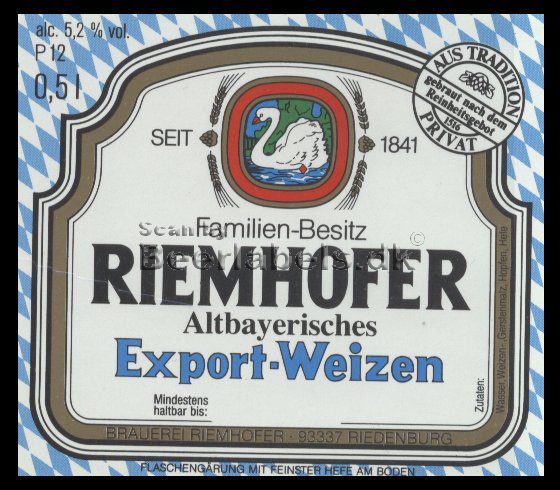 alc. 5,2 % vol.
P 12
0,5 l
AUS TRADITION
gebraut nach dem
Reinheitsgebot
1516
PRIVAT
SEIT 1841
Familien-Besitz
RIEMHOFER
Altbayerisches
Export-Weizen
Mindestens
haltbar bis:
Zutaten:
Wasser, Weizen-, Gerstenmalz, Hopfen, Hefe
BRAUEREI RIEMHOFER · 93337 RIEDENBURG
FLASCHENGÄRUNG MIT FEINSTER HEFE AM BODEN
Beerlabels.dk ©